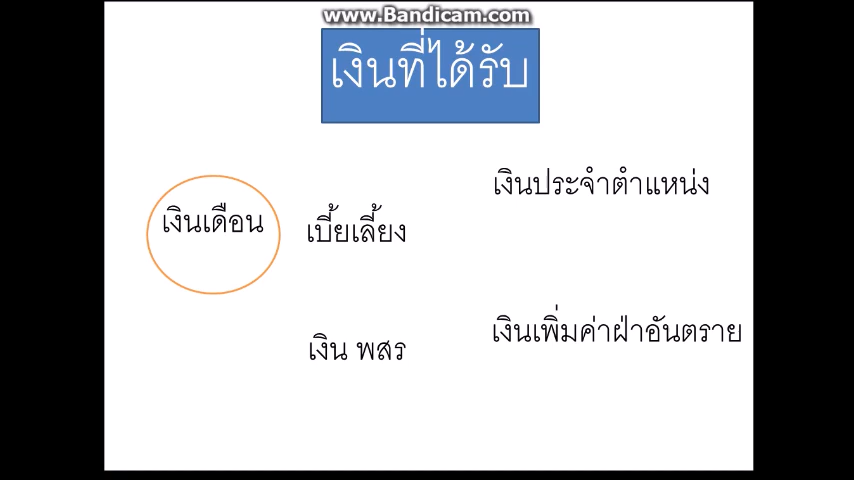 www.Bandicam.com
เงินที่ได้รับ
เงินประจำตำแหน่ง
เงินเดือน
เบี้ยเลี้ยง
เงินเพิ่มค่าฝ่าอันตราย
เงิน พสร